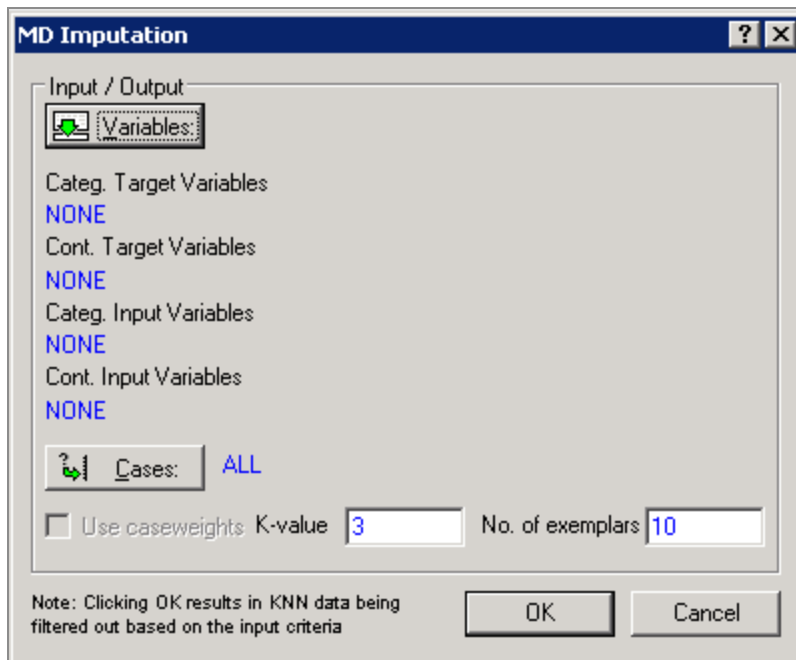 MD Imputation
Input / Output
Variables:
Categ. Target Variables
NONE
Cont. Target Variables
NONE
Categ. Input Variables
NONE
Cont. Input Variables
NONE
Cases: ALL
Use caseweights K-value 3 No. of exemplars 10
Note: Clicking OK results in KNN data being
filtered out based on the input criteria
OK Cancel